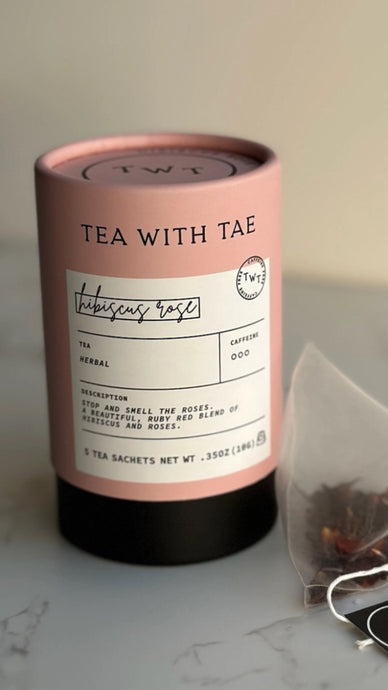 TWT
TEA WITH TAE
hibiscus rose
TWT
TEA
HERBAL
CAFFEINE
DESCRIPTION
STOP AND SMELL THE ROSES.
A BEAUTIFUL, RUBY RED BLEND OF
HIBISCUS AND ROSES.
5 TEA SACHETS NET WT .35OZ(10G)